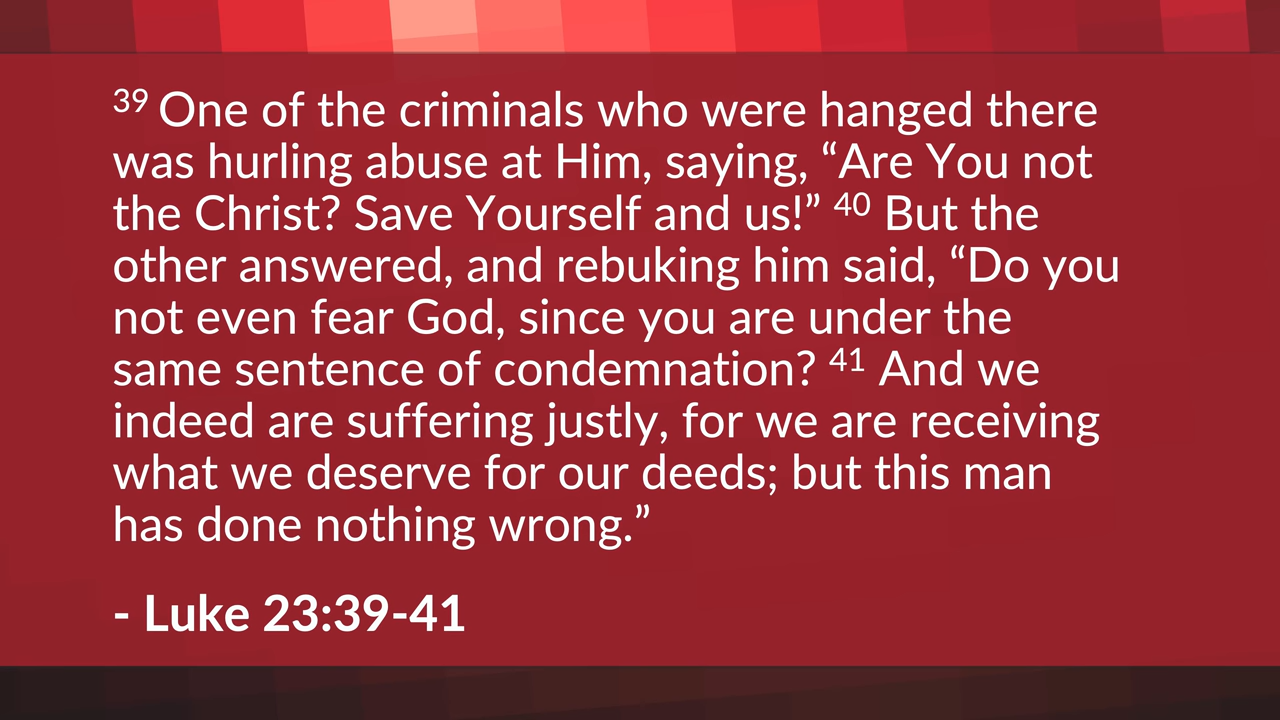 39 One of the criminals who were hanged there
was hurling abuse at Him, saying, “Are You not
the Christ? Save Yourself and us!” 40 But the
other answered, and rebuking him said, “Do you
not even fear God, since you are under the
same sentence of condemnation? 41 And we
indeed are suffering justly, for we are receiving
what we deserve for our deeds; but this man
has done nothing wrong.”
- Luke 23:39-41